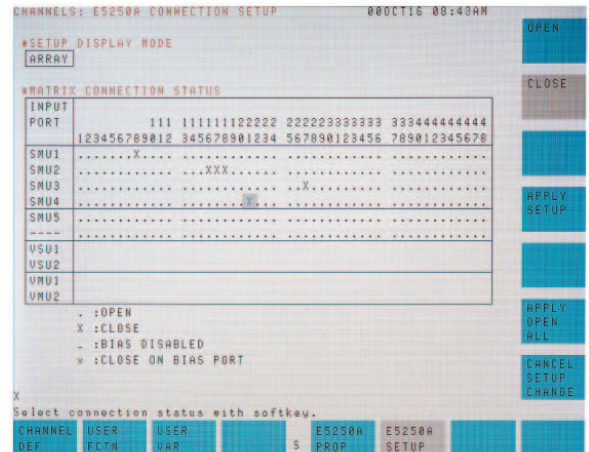 CHANNELS: E5250A CONNECTION SETUP 00OCT16 08:48AM
*SETUP DISPLAY MODE
ARRAY
*MATRIX CONNECTION STATUS
INPUT
PORT 111 111111122222 222223333333 333444444444
123456789012 345678901234 567890123456 789012345678
SMU1 .......X.... ............ ............ ............
SMU2 ............ ...XXX...... ............ ............
SMU3 ............ ............ ..X......... ............
SMU4 ............ ........X... ............ ............
SMU5 ............ ............ ............ ............
---- ............ ............ ............ ............
VSU1
VSU2
VMU1
VMU2
. :OPEN
X :CLOSE
_ :BIAS DISABLED
* :CLOSE ON BIAS PORT
X
Select connection status with softkey.
OPEN
CLOSE
APPLY
SETUP
APPLY
OPEN
ALL
CANCEL
SETUP
CHANGE
CHANNEL USER USER S E5250A E5250A
DEF FCTN VAR PROP SETUP